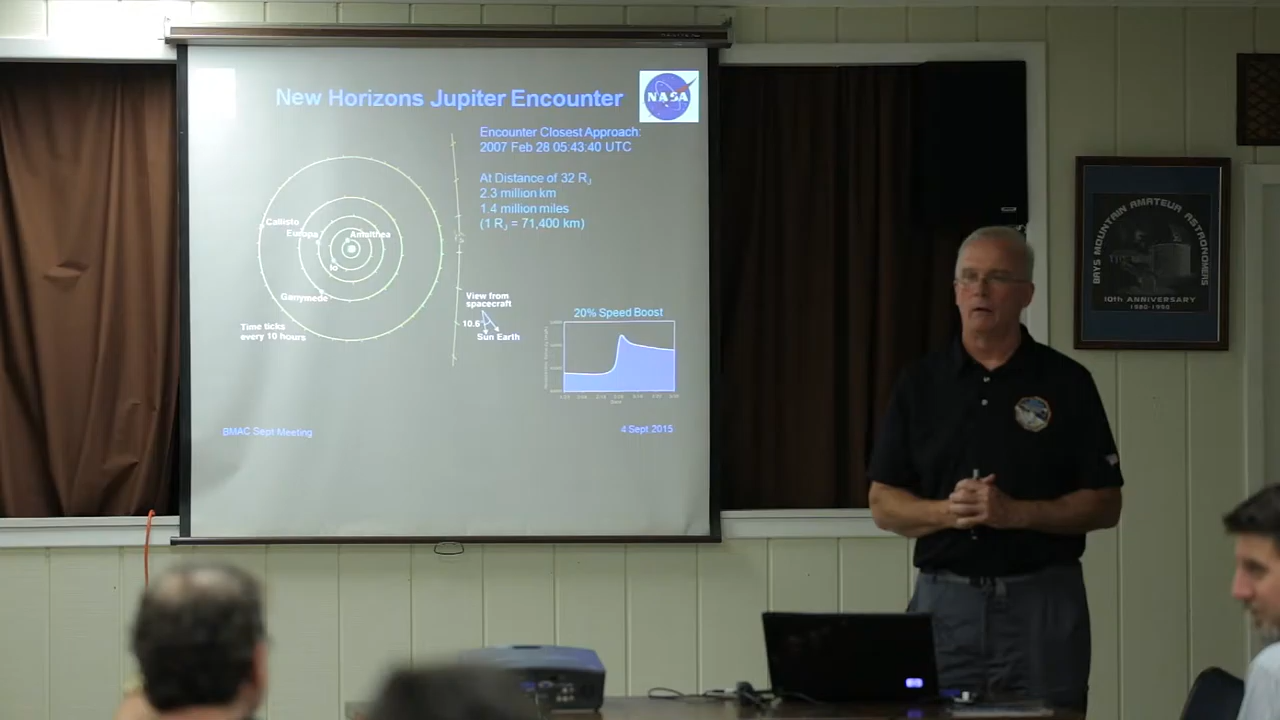 New Horizons Jupiter Encounter
NASA
Encounter Closest Approach:
2007 Feb 28 05:43:40 UTC
At Distance of 32 RJ
2.3 million km
1.4 million miles
(1 RJ = 71,400 km)
Callisto
Europa
Amalthea
Io
Ganymede
Time ticks
every 10 hours
View from
spacecraft
10.6°
Sun Earth
20% Speed Boost
BMAC Sept Meeting
4 Sept 2015
BAYS MOUNTAIN AMATEUR ASTRONOMERS
10th ANNIVERSARY
1980-1990